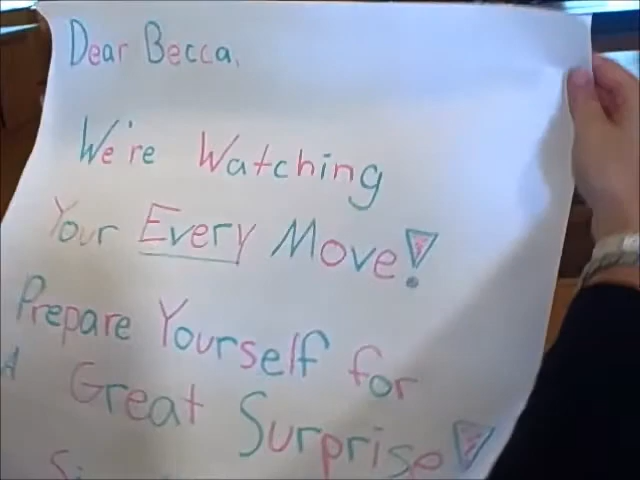 Dear Becca,
We're Watching
Your Every Move!
Prepare Yourself for
A Great Surprise!